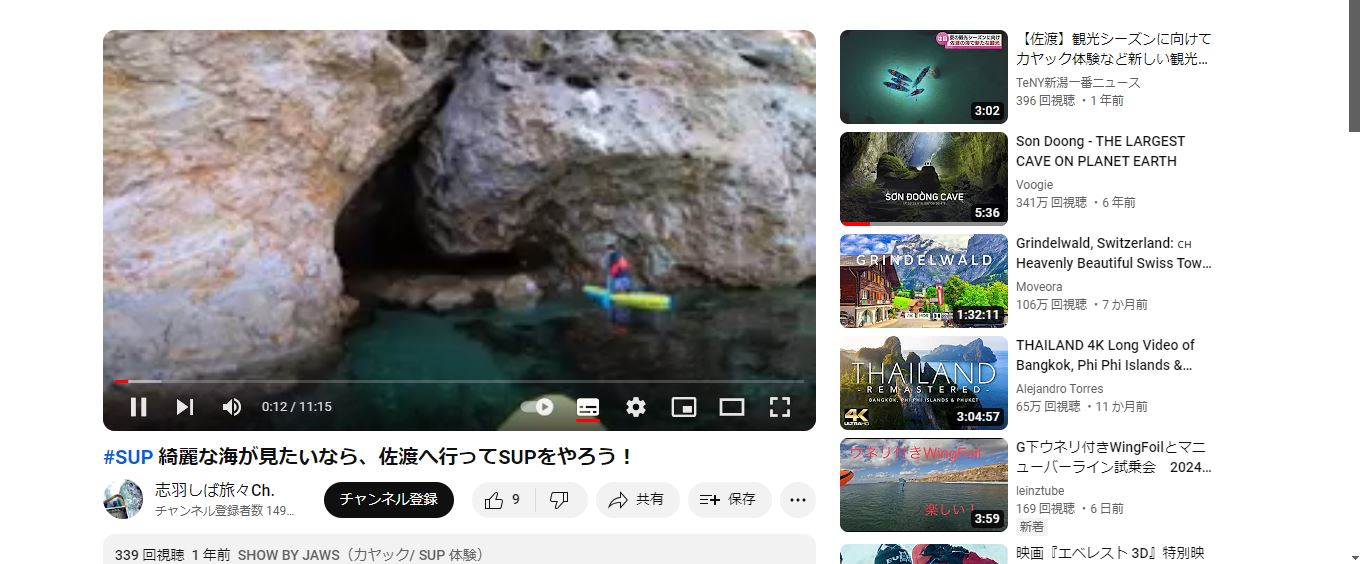 0:12 / 11:15
#SUP 綺麗な海が見たいなら、佐渡へ行ってSUPをやろう！
志羽しば旅々Ch.
チャンネル登録者数 149...
チャンネル登録
9
共有
保存
339 回視聴 1 年前 SHOW BY JAWS（カヤック/ SUP 体験）
3:02
【佐渡】観光シーズンに向けて
カヤック体験など新しい観光...
TeNY新潟一番ニュース
396 回視聴 ・1 年前
SƠN ĐOÒNG CAVE
5:36
Son Doong - THE LARGEST
CAVE ON PLANET EARTH
Voogie
341万 回視聴 ・6 年前
GRINDELWALD
1:32:11
Grindelwald, Switzerland: CH
Heavenly Beautiful Swiss Tow...
Moveora
106万 回視聴 ・7 か月前
THAILAND
-REMASTERED-
BANGKOK, PHI PHI ISLANDS & PHUKET
4K
ULTRA HD
3:04:57
THAILAND 4K Long Video of
Bangkok, Phi Phi Islands &...
Alejandro Torres
65万 回視聴 ・11 か月前
ウネリ付きWingFoil
楽しい！
3:59
G下ウネリ付きWingFoilとマニ
ューバーライン試乗会 2024...
leinztube
169 回視聴 ・6 日前
新着
映画『エベレスト 3D』特別映